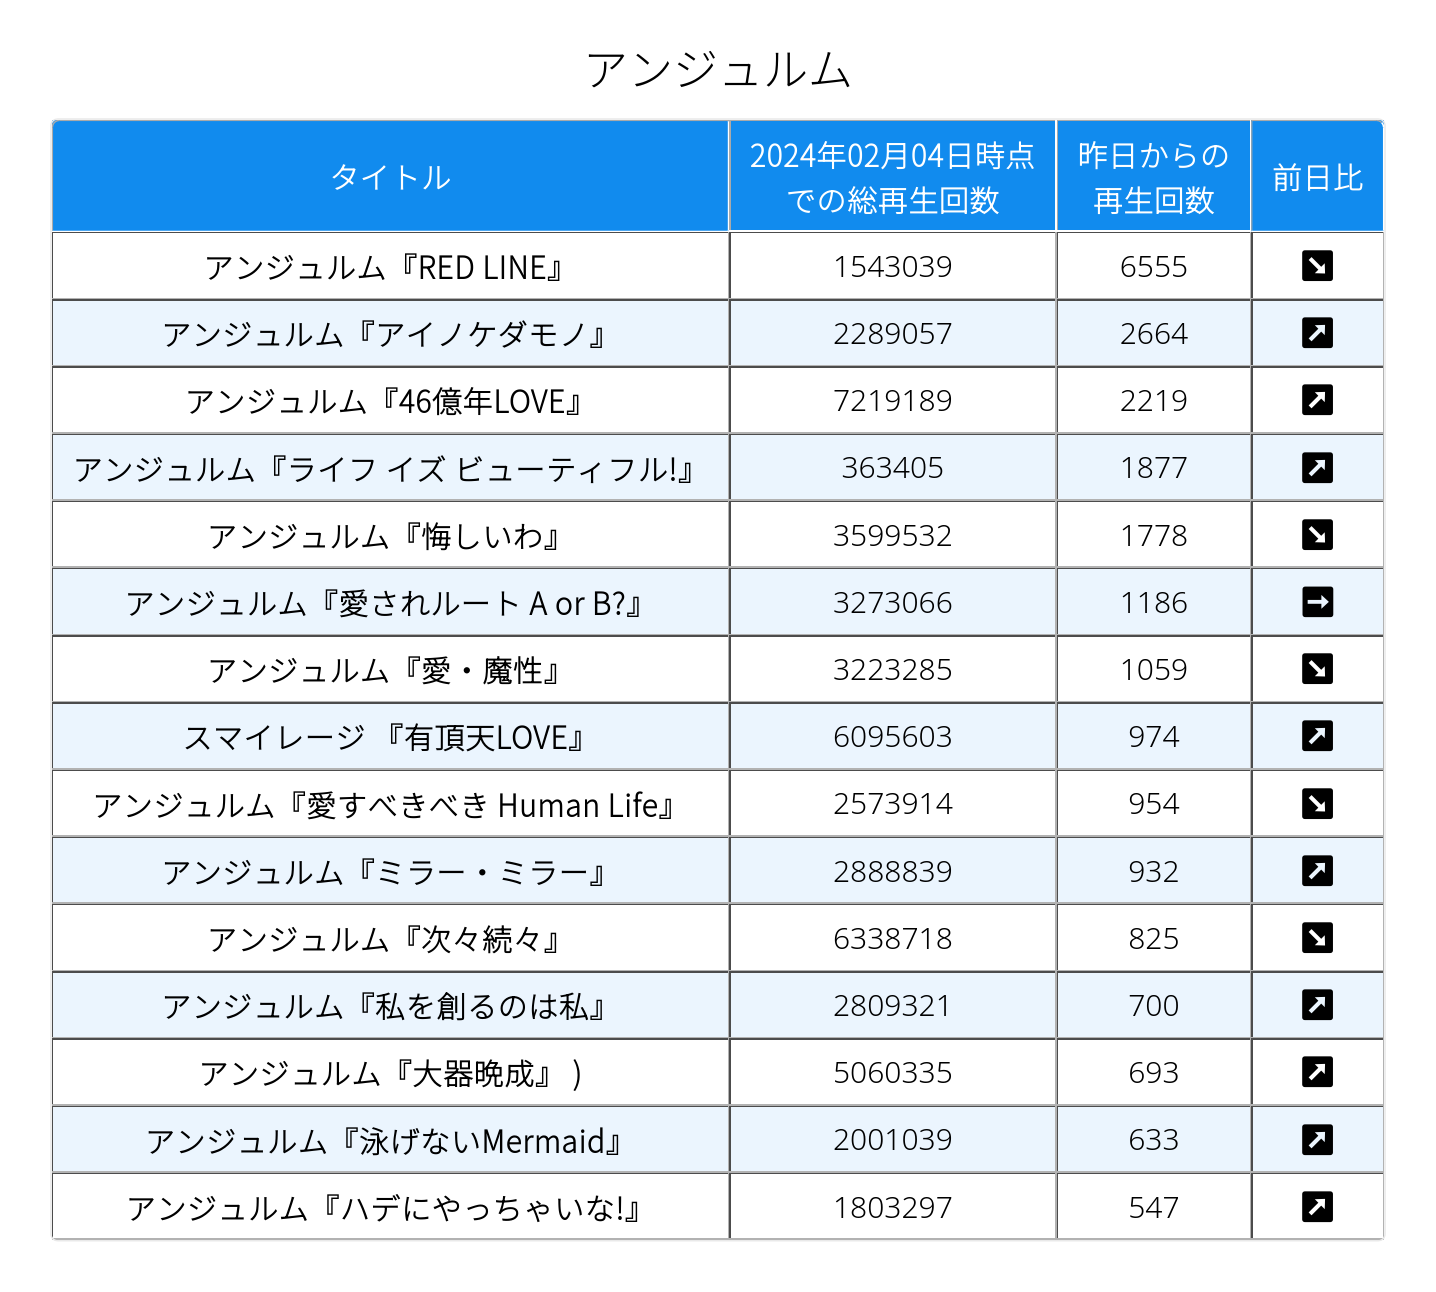 アンジュルム
タイトル
2024年02月04日時点
での総再生回数
昨日からの
再生回数
前日比
アンジュルム『RED LINE』 1543039 6555 ↘
アンジュルム『アイノケダモノ』 2289057 2664 ↗
アンジュルム『46億年LOVE』 7219189 2219 ↗
アンジュルム『ライフ イズ ビューティフル!』 363405 1877 ↗
アンジュルム『悔しいわ』 3599532 1778 ↘
アンジュルム『愛されルート A or B?』 3273066 1186 →
アンジュルム『愛・魔性』 3223285 1059 ↘
スマイレージ 『有頂天LOVE』 6095603 974 ↗
アンジュルム『愛すべきべき Human Life』 2573914 954 ↘
アンジュルム『ミラー・ミラー』 2888839 932 ↗
アンジュルム『次々続々』 6338718 825 ↘
アンジュルム『私を創るのは私』 2809321 700 ↗
アンジュルム『大器晩成』 ) 5060335 693 ↗
アンジュルム『泳げないMermaid』 2001039 633 ↗
アンジュルム『ハデにやっちゃいな!』 1803297 547 ↗